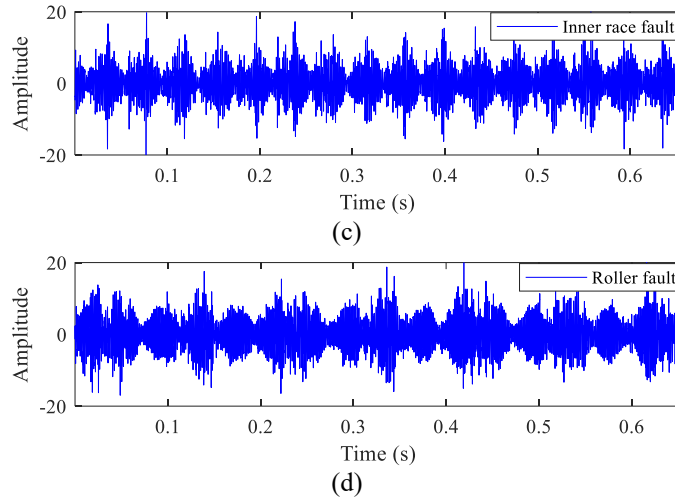 20
Inner race fault
Amplitude
0
-20
0.1 0.2 0.3 0.4 0.5 0.6
Time (s)
(c)
20
Roller fault
Amplitude
0
-20
0.1 0.2 0.3 0.4 0.5 0.6
Time (s)
(d)